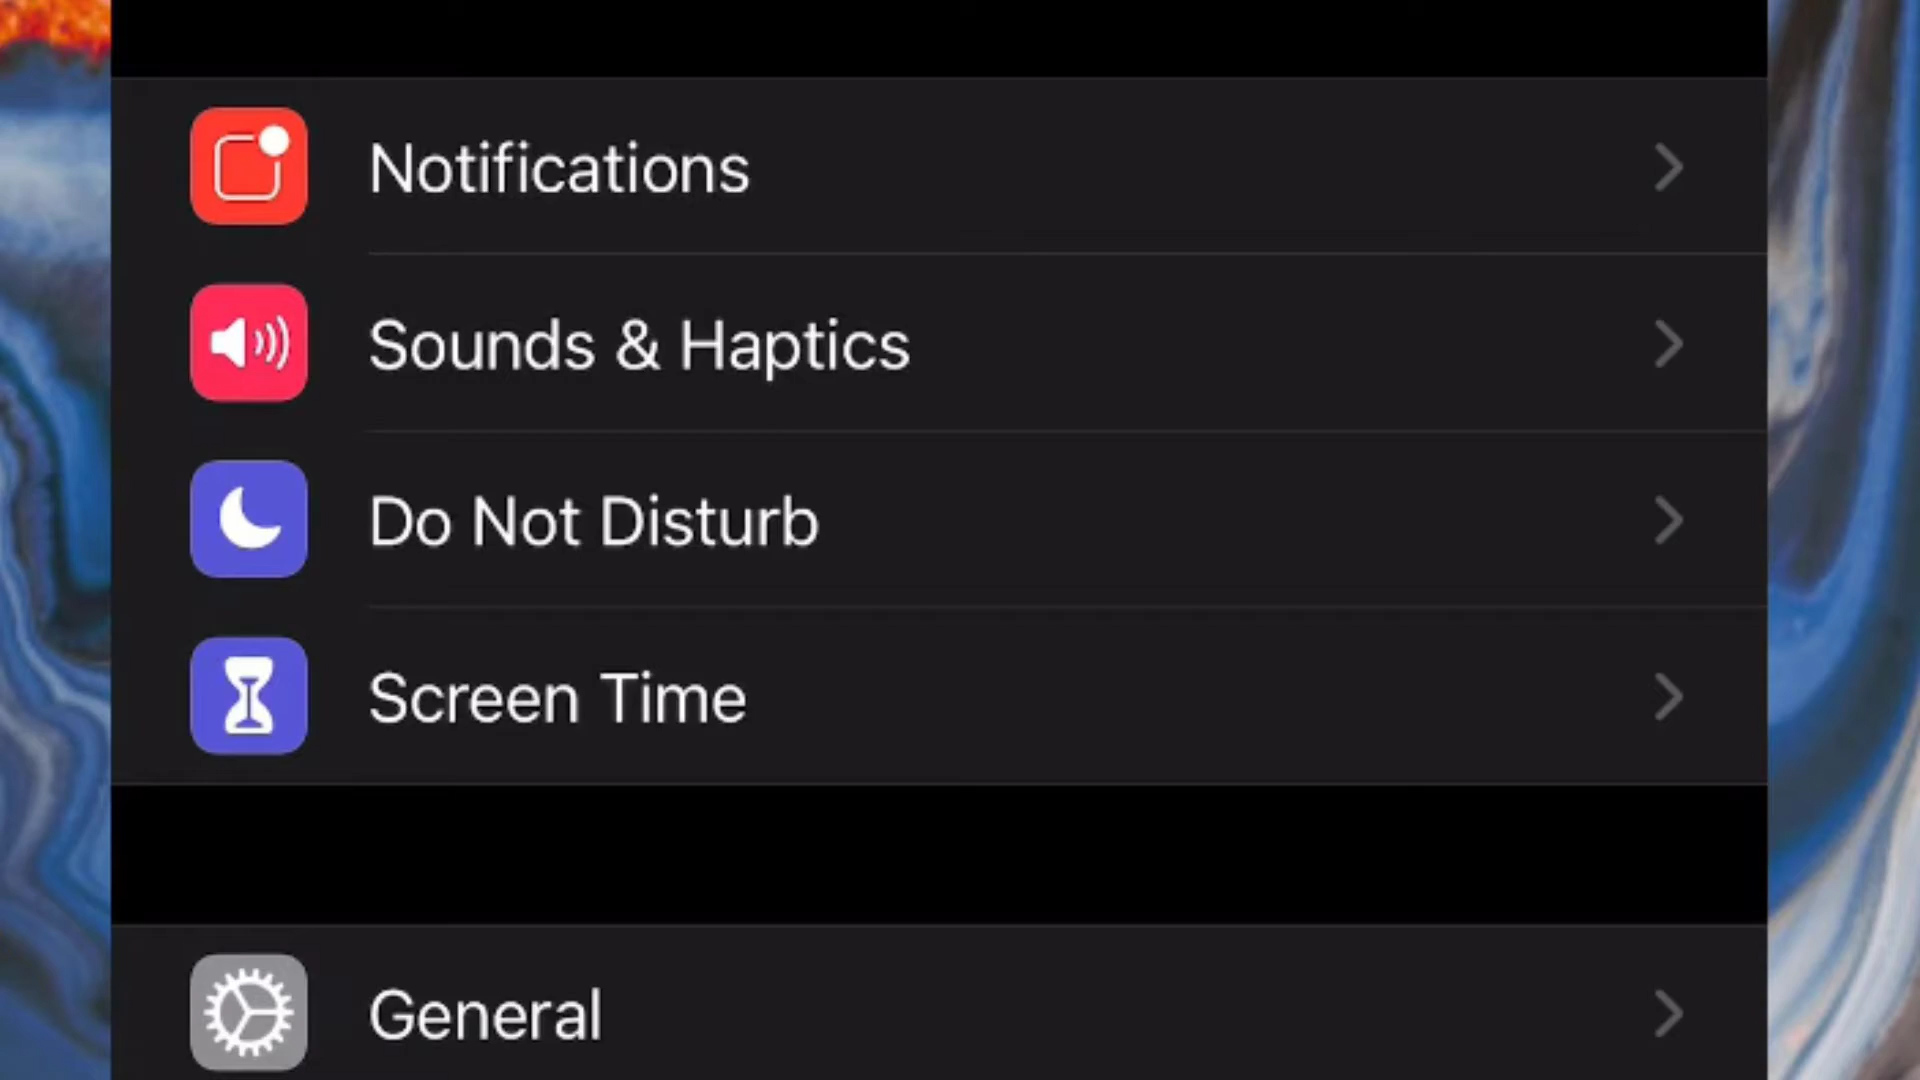 Notifications
Sounds & Haptics
Do Not Disturb
Screen Time
General